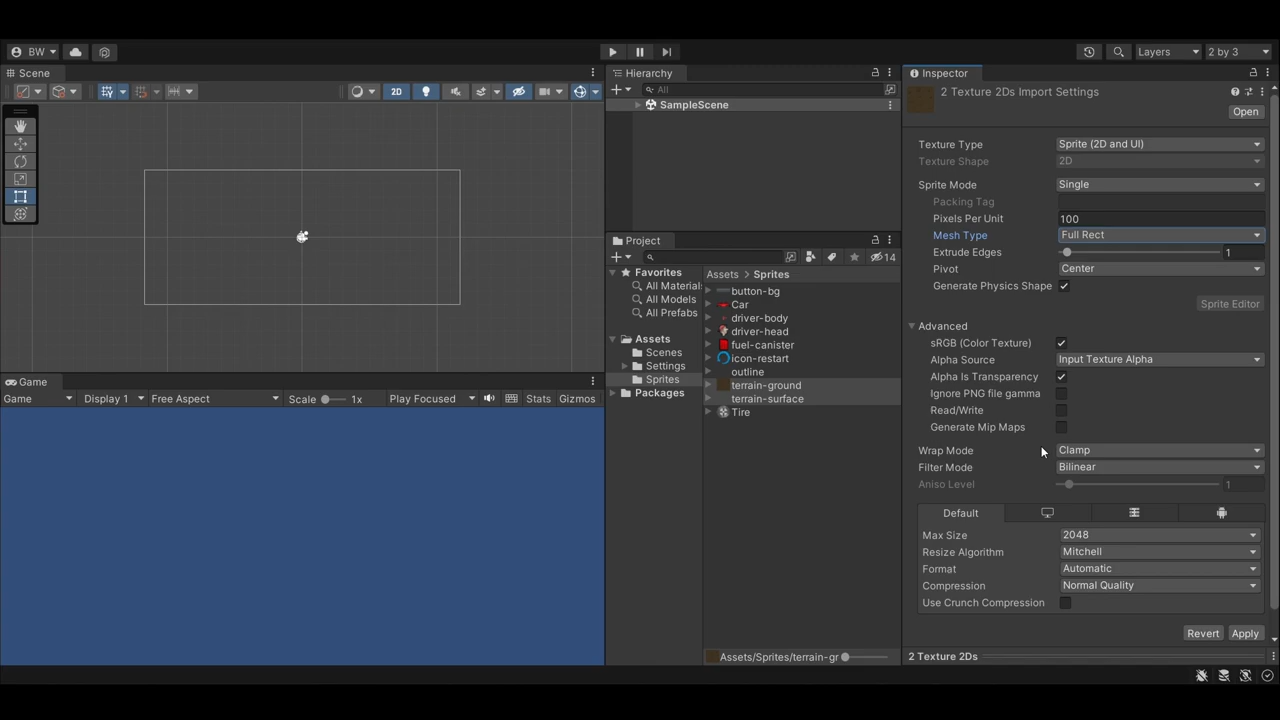 BW
Layers
2 by 3
Scene
2D
Hierarchy
All
SampleScene
Project
14
Favorites
All Material
All Models
All Prefabs
Assets
Scenes
Settings
Sprites
Packages
Assets > Sprites
button-bg
Car
driver-body
driver-head
fuel-canister
icon-restart
outline
terrain-ground
terrain-surface
Tire
Assets/Sprites/terrain-gr
Game
Game
Display 1
Free Aspect
Scale
1x
Play Focused
Stats
Gizmos
Inspector
2 Texture 2Ds Import Settings
Open
Texture Type Sprite (2D and UI)
Texture Shape 2D
Sprite Mode Single
Packing Tag
Pixels Per Unit 100
Mesh Type Full Rect
Extrude Edges 1
Pivot Center
Generate Physics Shape
Sprite Editor
Advanced
sRGB (Color Texture)
Alpha Source Input Texture Alpha
Alpha Is Transparency
Ignore PNG file gamma
Read/Write
Generate Mip Maps
Wrap Mode Clamp
Filter Mode Bilinear
Aniso Level 1
Default
Max Size 2048
Resize Algorithm Mitchell
Format Automatic
Compression Normal Quality
Use Crunch Compression
Revert Apply
2 Texture 2Ds